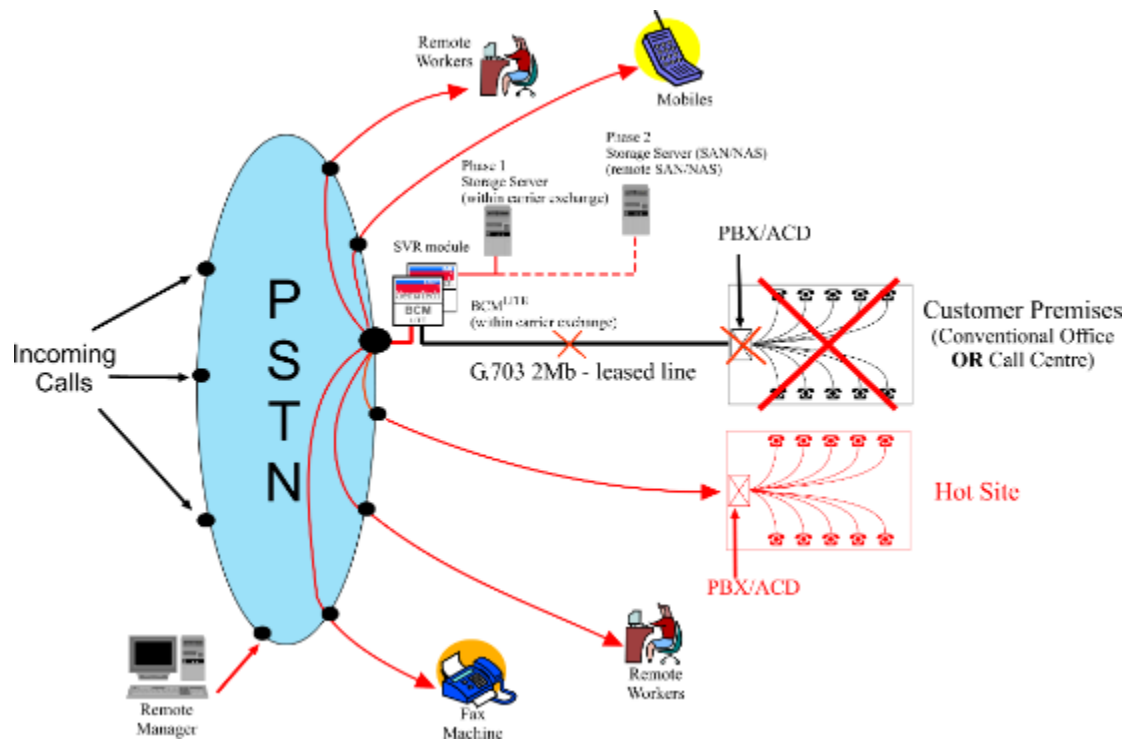 Remote
Workers
Mobiles
Phase 2
Storage Server (SAN/NAS)
(remote SAN/NAS)
Phase 1
Storage Server
(within carrier exchange)
PBX/ACD
SVR module
BCM
BCM LITE
(within carrier exchange)
P
S
T
N
Incoming
Calls
G.703 2Mb - leased line
Customer Premises
(Conventional Office
OR Call Centre)
Hot Site
PBX/ACD
Remote
Workers
Remote
Manager
Fax
Machine